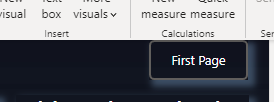 New Text More New Quick
visual box visuals measure measure
Insert Calculations
First Page